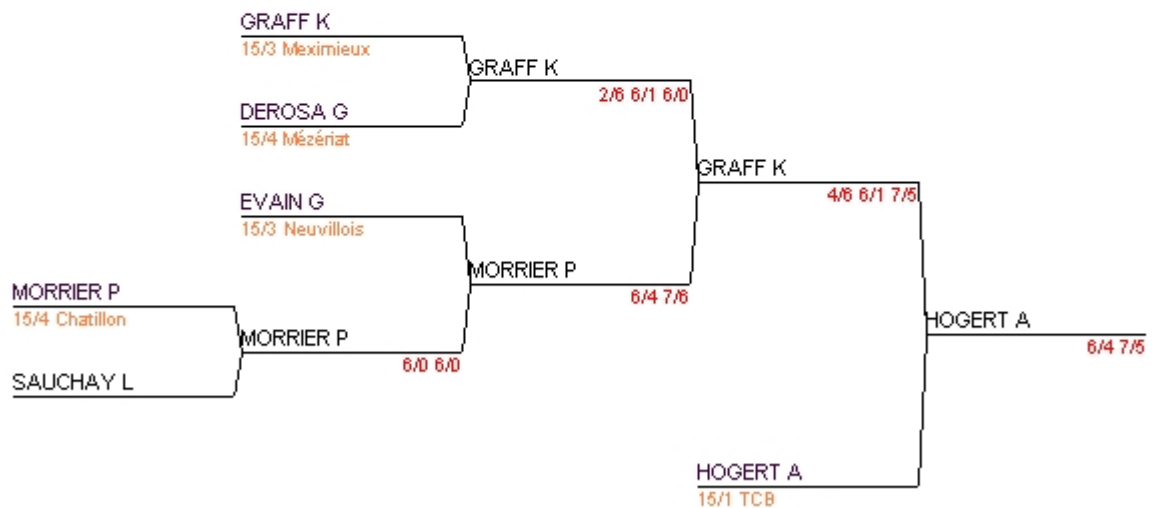 GRAFF K
15/3 Meximieux
GRAFF K
2/6 6/1 6/0
DEROSA G
15/4 Mézériat
GRAFF K
4/6 6/1 7/5
EVAIN G
15/3 Neuvillois
MORRIER P
6/4 7/6
MORRIER P
15/4 Chatillon
MORRIER P
6/0 6/0
SAUCHAY L
HOGERT A
6/4 7/5
HOGERT A
15/1 TCB